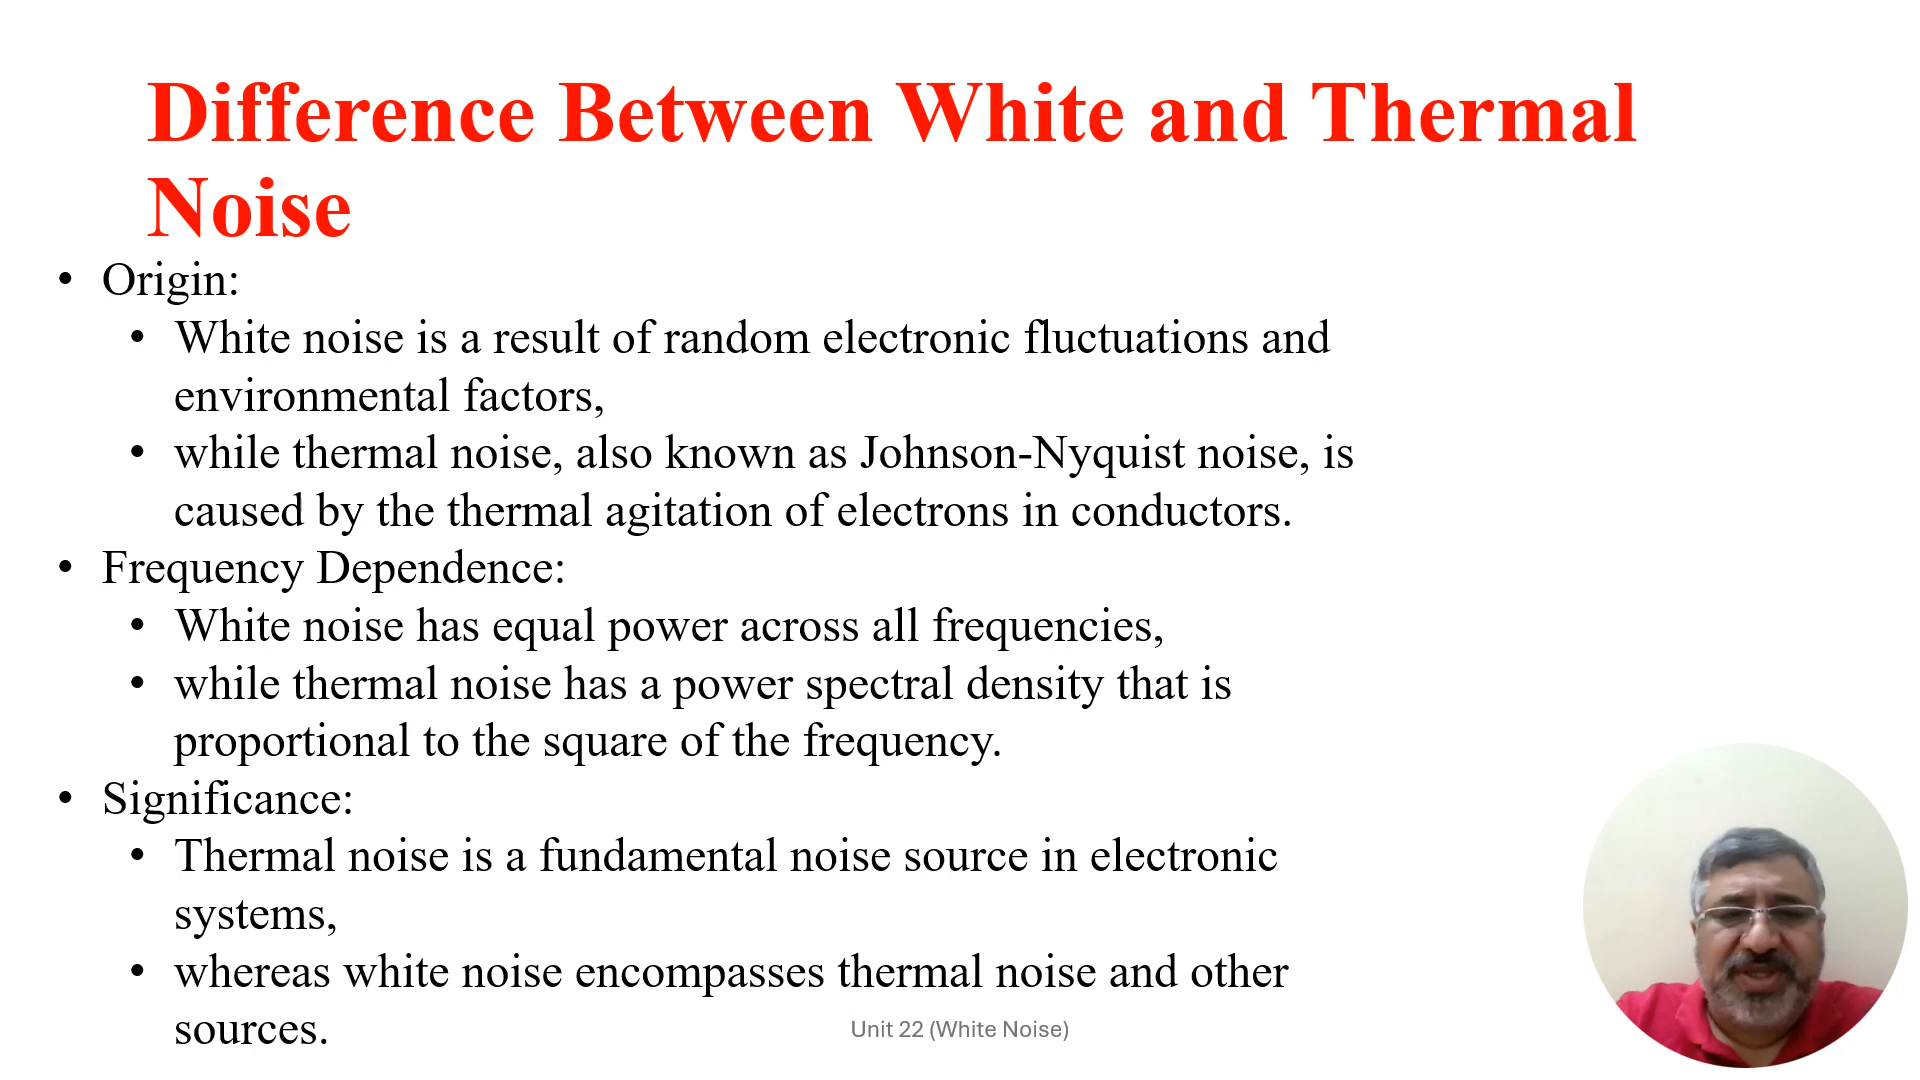 Difference Between White and Thermal
Noise
• Origin:
• White noise is a result of random electronic fluctuations and
environmental factors,
• while thermal noise, also known as Johnson-Nyquist noise, is
caused by the thermal agitation of electrons in conductors.
• Frequency Dependence:
• White noise has equal power across all frequencies,
• while thermal noise has a power spectral density that is
proportional to the square of the frequency.
• Significance:
• Thermal noise is a fundamental noise source in electronic
systems,
• whereas white noise encompasses thermal noise and other
sources.
Unit 22 (White Noise)